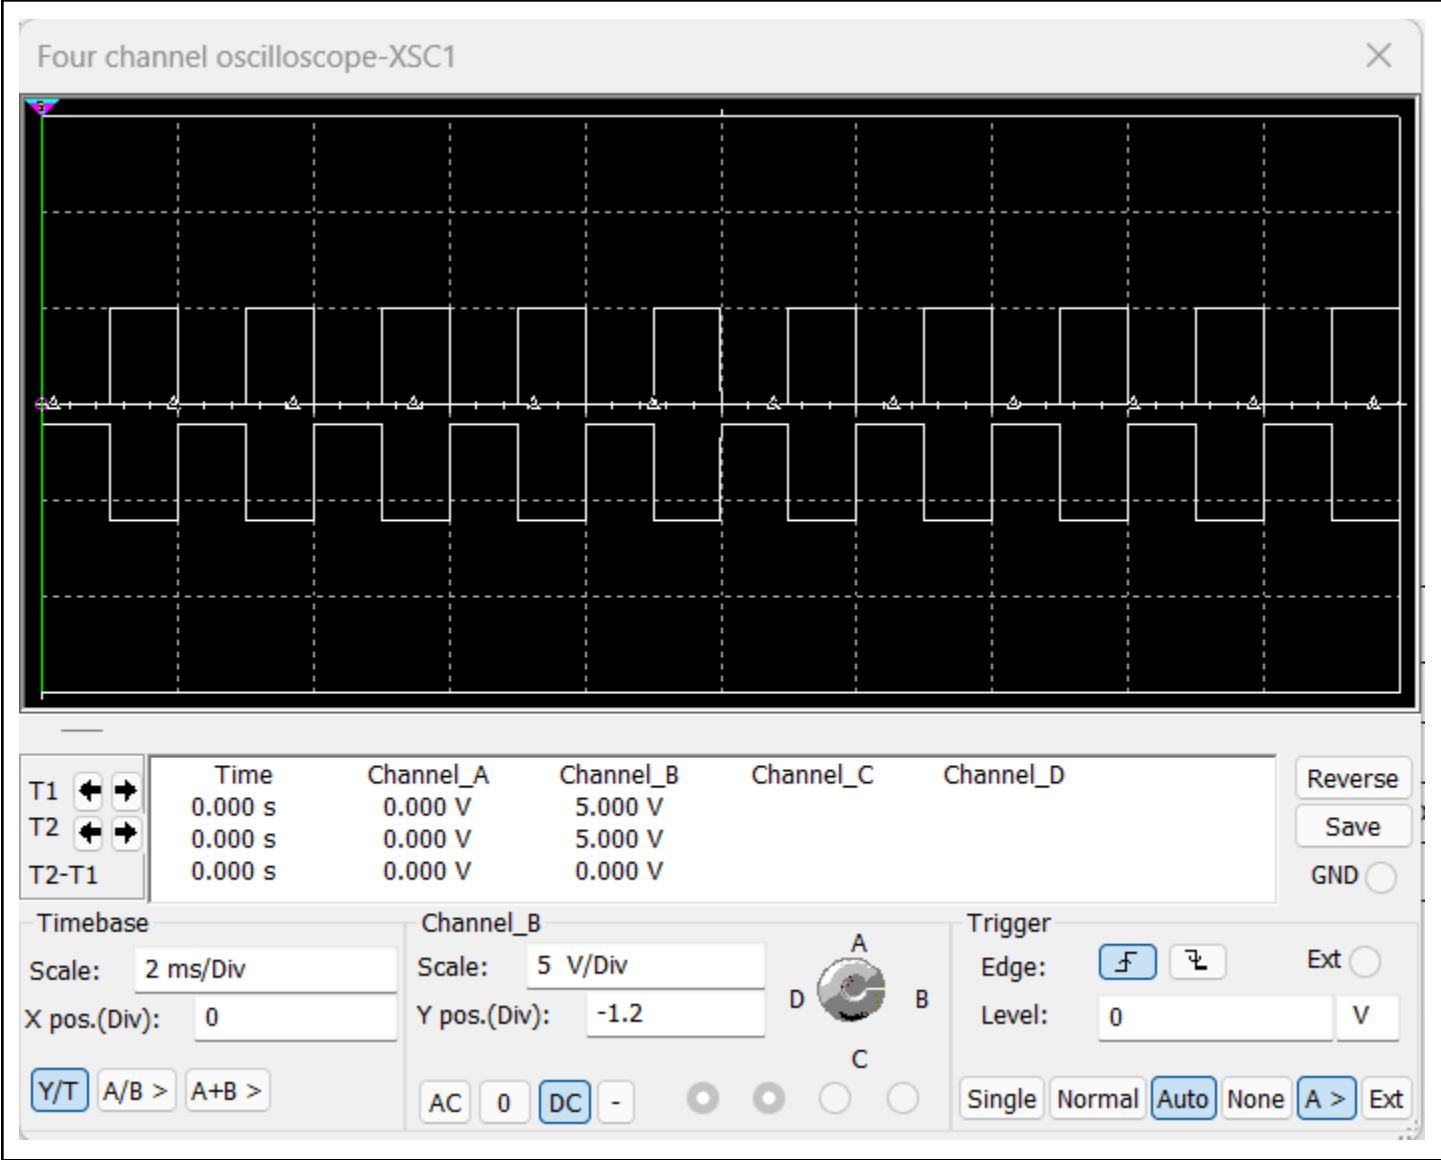 Four channel oscilloscope-XSC1
Time Channel_A Channel_B Channel_C Channel_D
T1 0.000 s 0.000 V 5.000 V
T2 0.000 s 0.000 V 5.000 V
T2-T1 0.000 s 0.000 V 0.000 V
Reverse
Save
GND
Timebase
Scale: 2 ms/Div
X pos.(Div): 0
Y/T A/B > A+B >
Channel_B
Scale: 5 V/Div
Y pos.(Div): -1.2
AC 0 DC -
A
D B
C
Trigger
Edge: Ext
Level: 0 V
Single Normal Auto None A > Ext